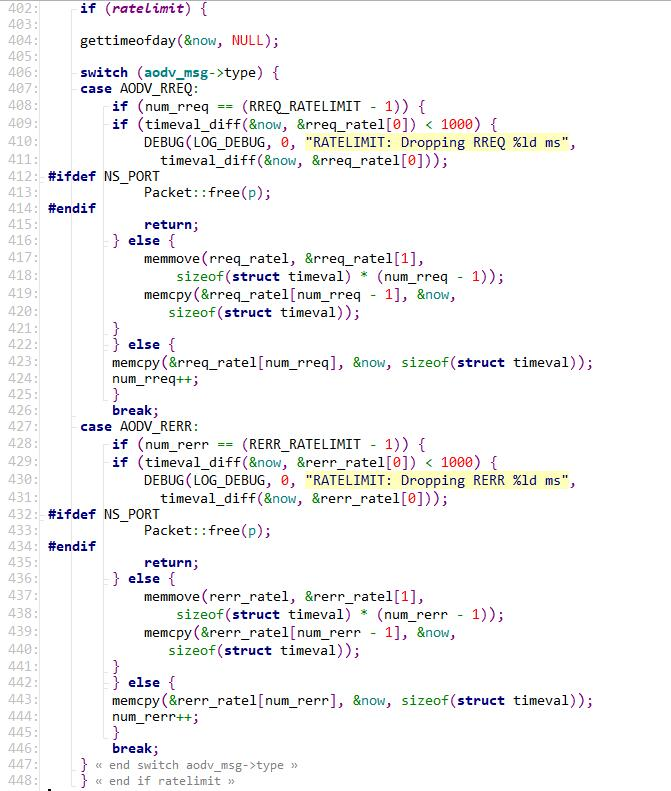 402: if (ratelimit) {
403:
404: gettimeofday(&now, NULL);
405:
406: switch (aodv_msg->type) {
407: case AODV_RREQ:
408: if (num_rreq == (RREQ_RATELIMIT - 1)) {
409: if (timeval_diff(&now, &rreq_ratel[0]) < 1000) {
410: DEBUG(LOG_DEBUG, 0, "RATELIMIT: Dropping RREQ %ld ms",
411: timeval_diff(&now, &rreq_ratel[0]));
412: #ifdef NS_PORT
413: Packet::free(p);
414: #endif
415: return;
416: } else {
417: memmove(rreq_ratel, &rreq_ratel[1],
418: sizeof(struct timeval) * (num_rreq - 1));
419: memcpy(&rreq_ratel[num_rreq - 1], &now,
420: sizeof(struct timeval));
421: }
422: } else {
423: memcpy(&rreq_ratel[num_rreq], &now, sizeof(struct timeval));
424: num_rreq++;
425: }
426: break;
427: case AODV_RERR:
428: if (num_rerr == (RERR_RATELIMIT - 1)) {
429: if (timeval_diff(&now, &rerr_ratel[0]) < 1000) {
430: DEBUG(LOG_DEBUG, 0, "RATELIMIT: Dropping RERR %ld ms",
431: timeval_diff(&now, &rerr_ratel[0]));
432: #ifdef NS_PORT
433: Packet::free(p);
434: #endif
435: return;
436: } else {
437: memmove(rerr_ratel, &rerr_ratel[1],
438: sizeof(struct timeval) * (num_rerr - 1));
439: memcpy(&rerr_ratel[num_rerr - 1], &now,
440: sizeof(struct timeval));
441: }
442: } else {
443: memcpy(&rerr_ratel[num_rerr], &now, sizeof(struct timeval));
444: num_rerr++;
445: }
446: break;
447: } « end switch aodv_msg->type »
448: } « end if ratelimit »